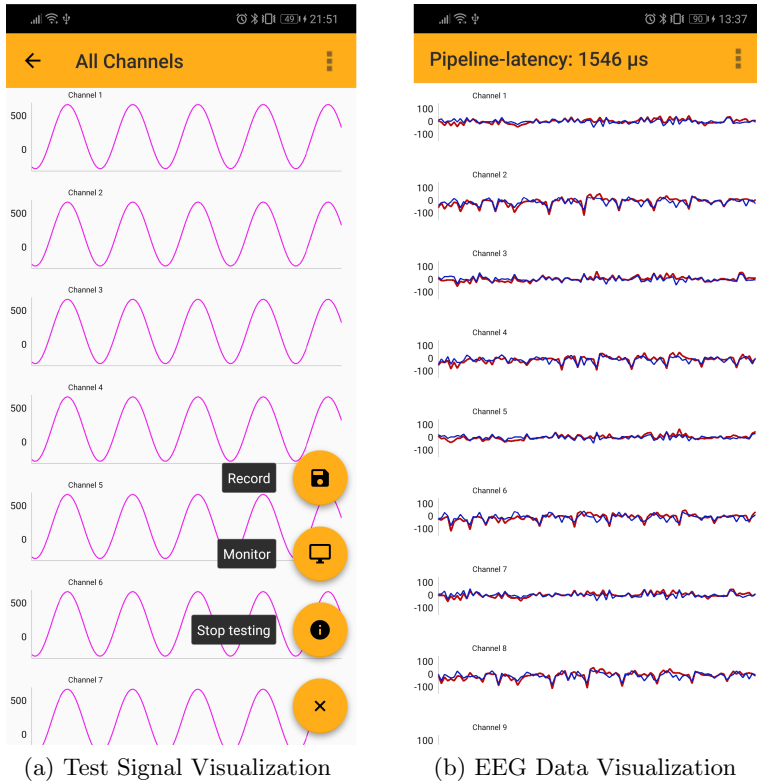 49 21:51
All Channels
Channel 1
500
0
Channel 2
500
0
Channel 3
500
0
Channel 4
500
0
Record
Channel 5
500
0
Monitor
Channel 6
500
0
Stop testing
Channel 7
500
0
(a) Test Signal Visualization
90 13:37
Pipeline-latency: 1546 µs
Channel 1
100
0
-100
Channel 2
100
0
-100
Channel 3
100
0
-100
Channel 4
100
0
-100
Channel 5
100
0
-100
Channel 6
100
0
-100
Channel 7
100
0
-100
Channel 8
100
0
-100
Channel 9
100
(b) EEG Data Visualization